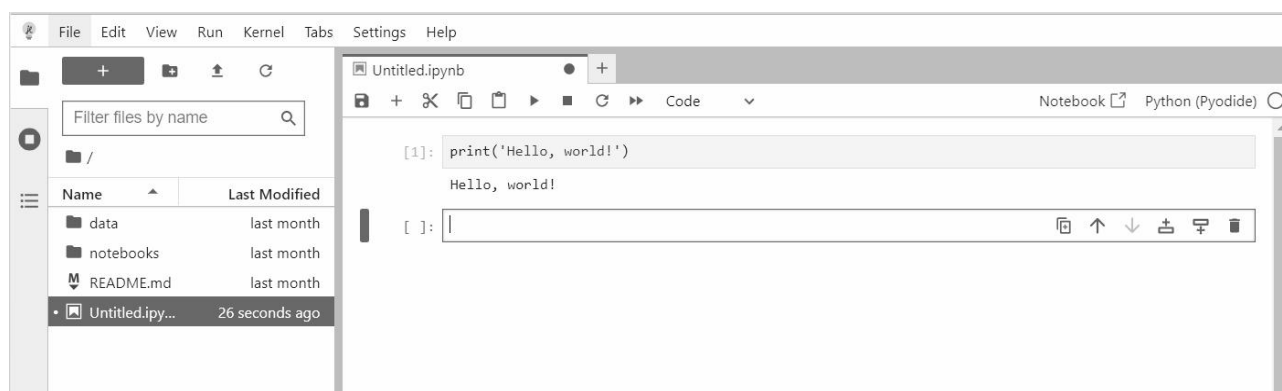 File Edit View Run Kernel Tabs Settings Help
Filter files by name
/
Name Last Modified
data last month
notebooks last month
README.md last month
Untitled.ipy... 26 seconds ago
Untitled.ipynb
Code
Notebook Python (Pyodide)
[1]: print('Hello, world!')
Hello, world!
[ ]: